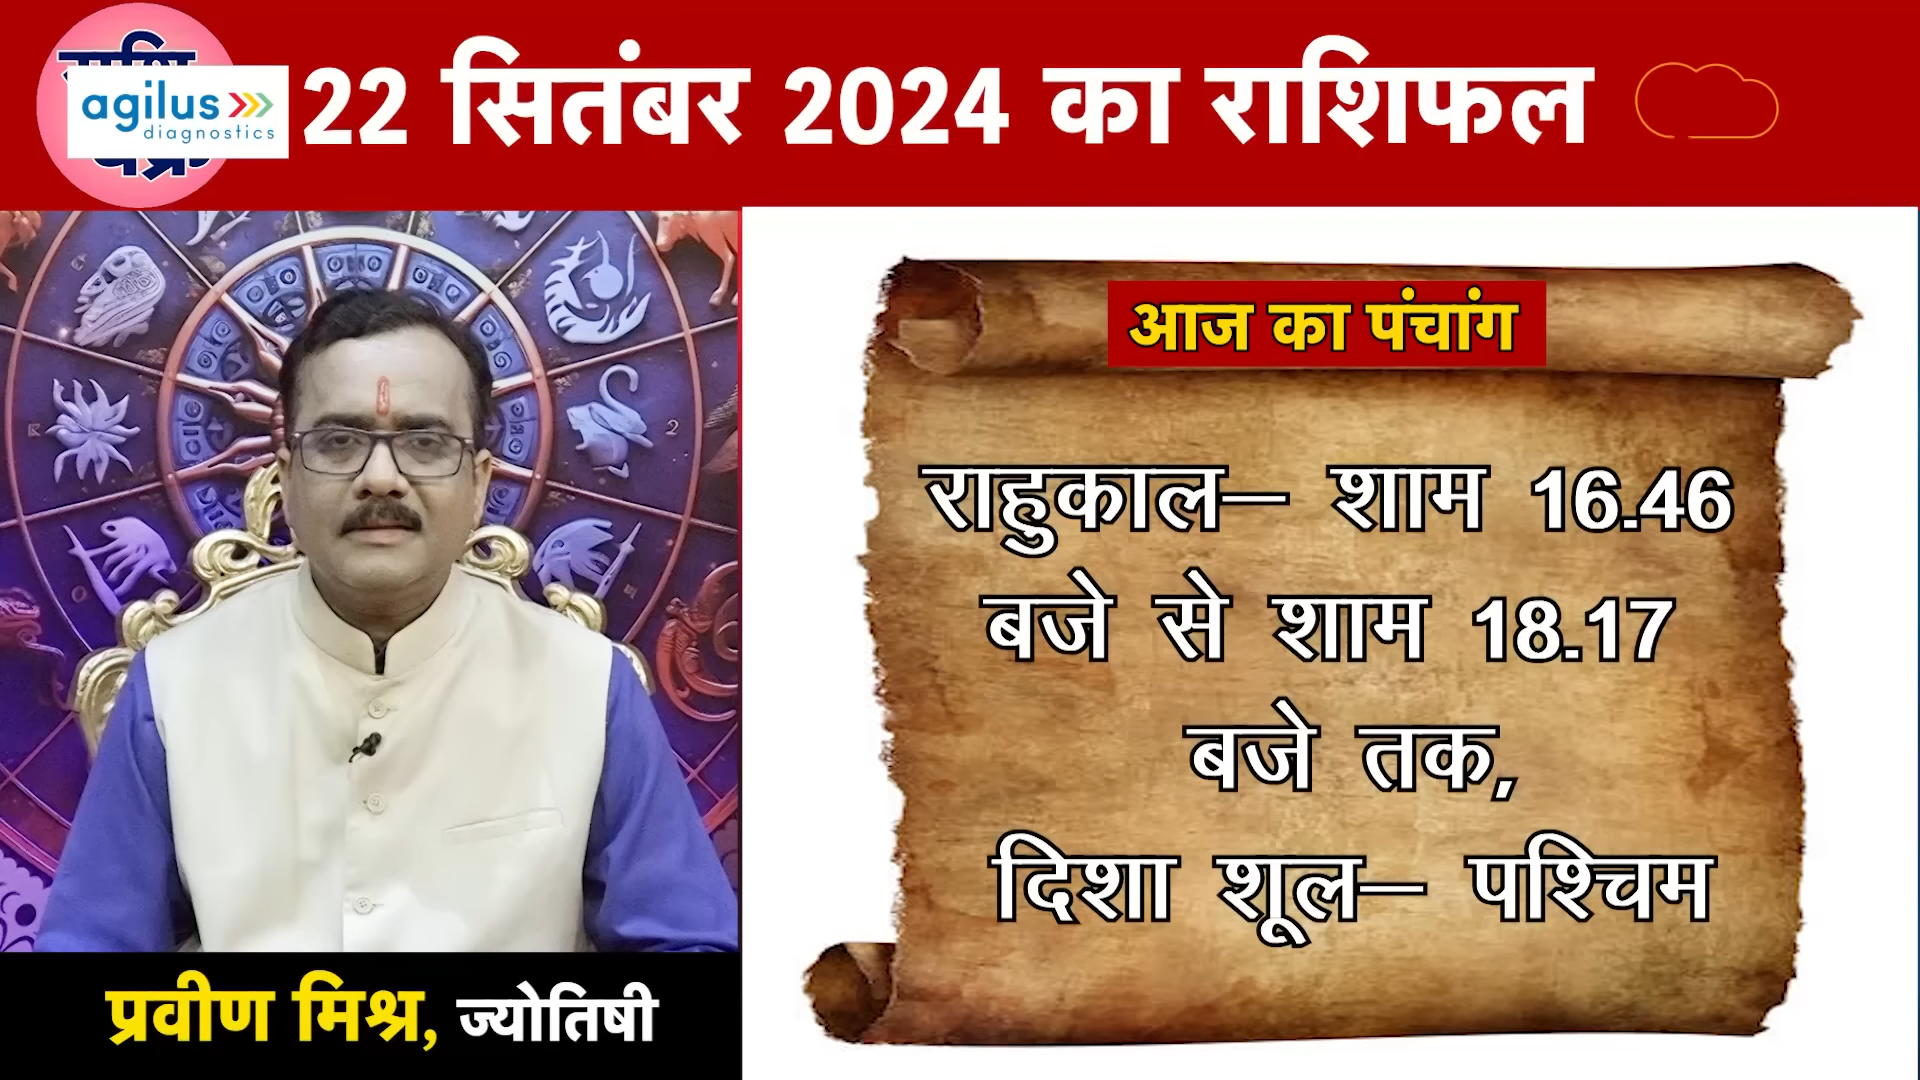 agilus
diagnostics
22 सितंबर 2024 का राशिफल
आज का पंचांग
राहुकाल– शाम 16.46
बजे से शाम 18.17
बजे तक,
दिशा शूल– पश्चिम
प्रवीण मिश्र, ज्योतिषी